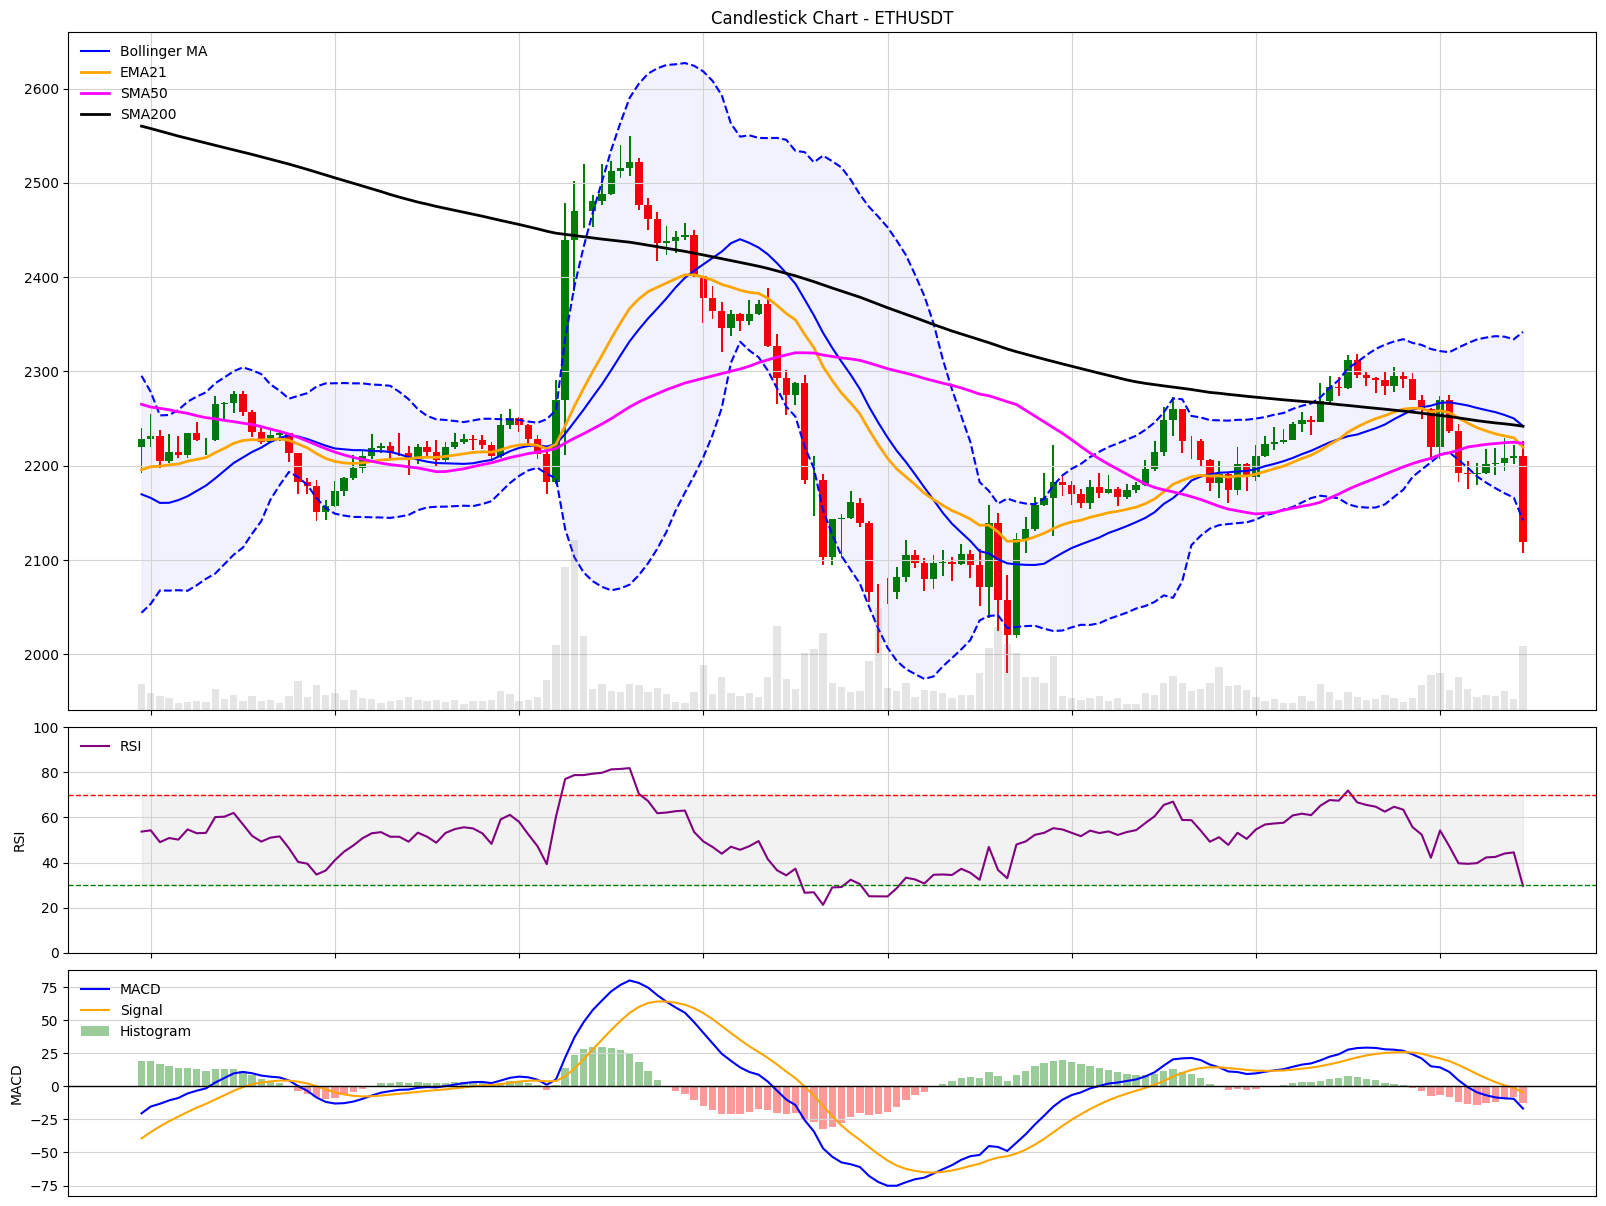 Candlestick Chart - ETHUSDT
Bollinger MA
EMA21
SMA50
SMA200
2600
2500
2400
2300
2200
2100
2000
RSI
100
80
60
40
20
0
RSI
MACD
Signal
Histogram
75
50
25
0
−25
−50
−75
MACD